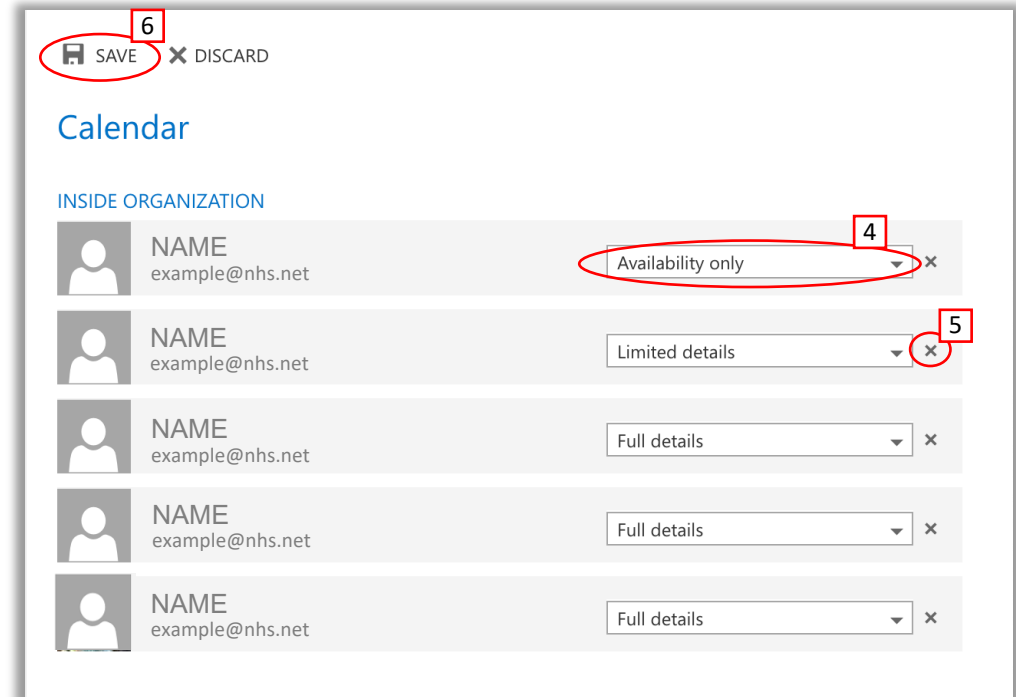 6
SAVE DISCARD
Calendar
INSIDE ORGANIZATION
4
NAME
example@nhs.net
Availability only
5
NAME
example@nhs.net
Limited details
NAME
example@nhs.net
Full details
NAME
example@nhs.net
Full details
NAME
example@nhs.net
Full details